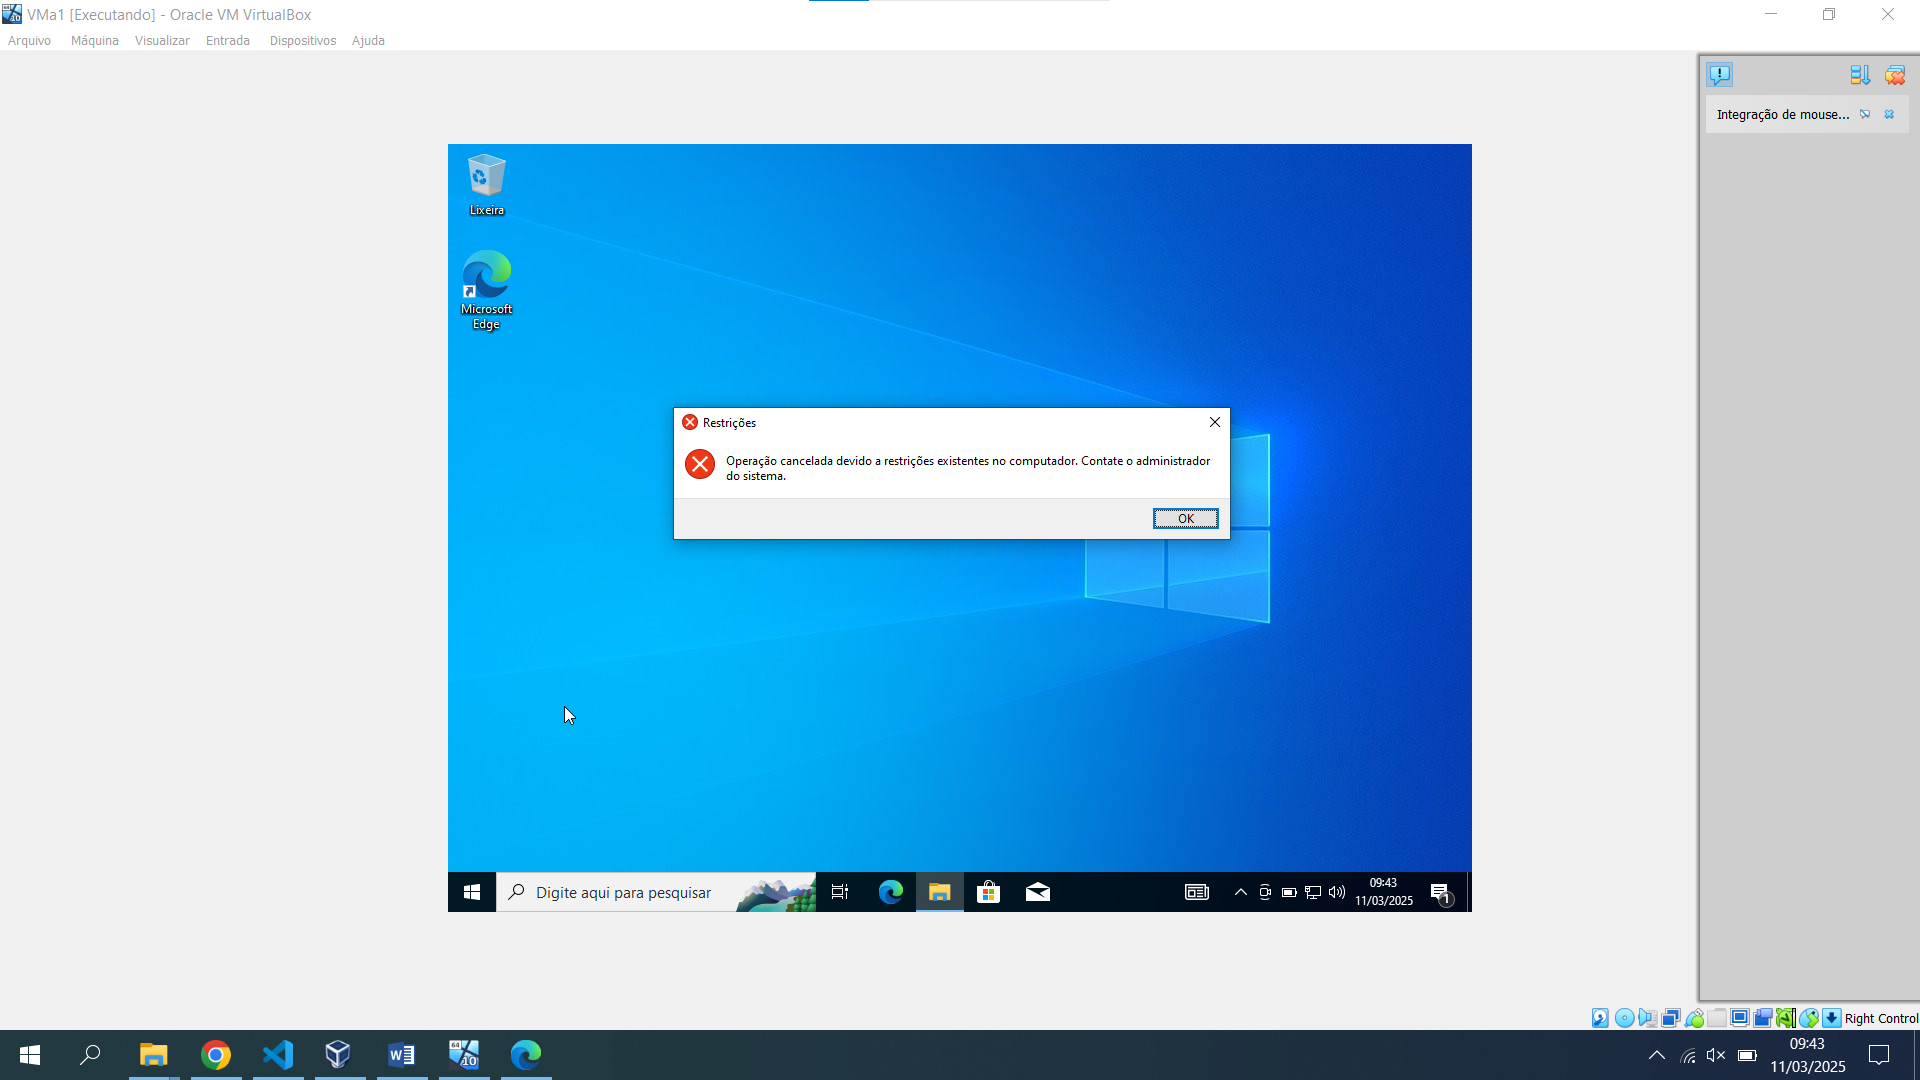 VMa1 [Executando] - Oracle VM VirtualBox
Arquivo Máquina Visualizar Entrada Dispositivos Ajuda
Integração de mouse...
Lixeira
Microsoft
Edge
Restrições
Operação cancelada devido a restrições existentes no computador. Contate o administrador
do sistema.
OK
Digite aqui para pesquisar
09:43
11/03/2025
1
Right Control
09:43
11/03/2025